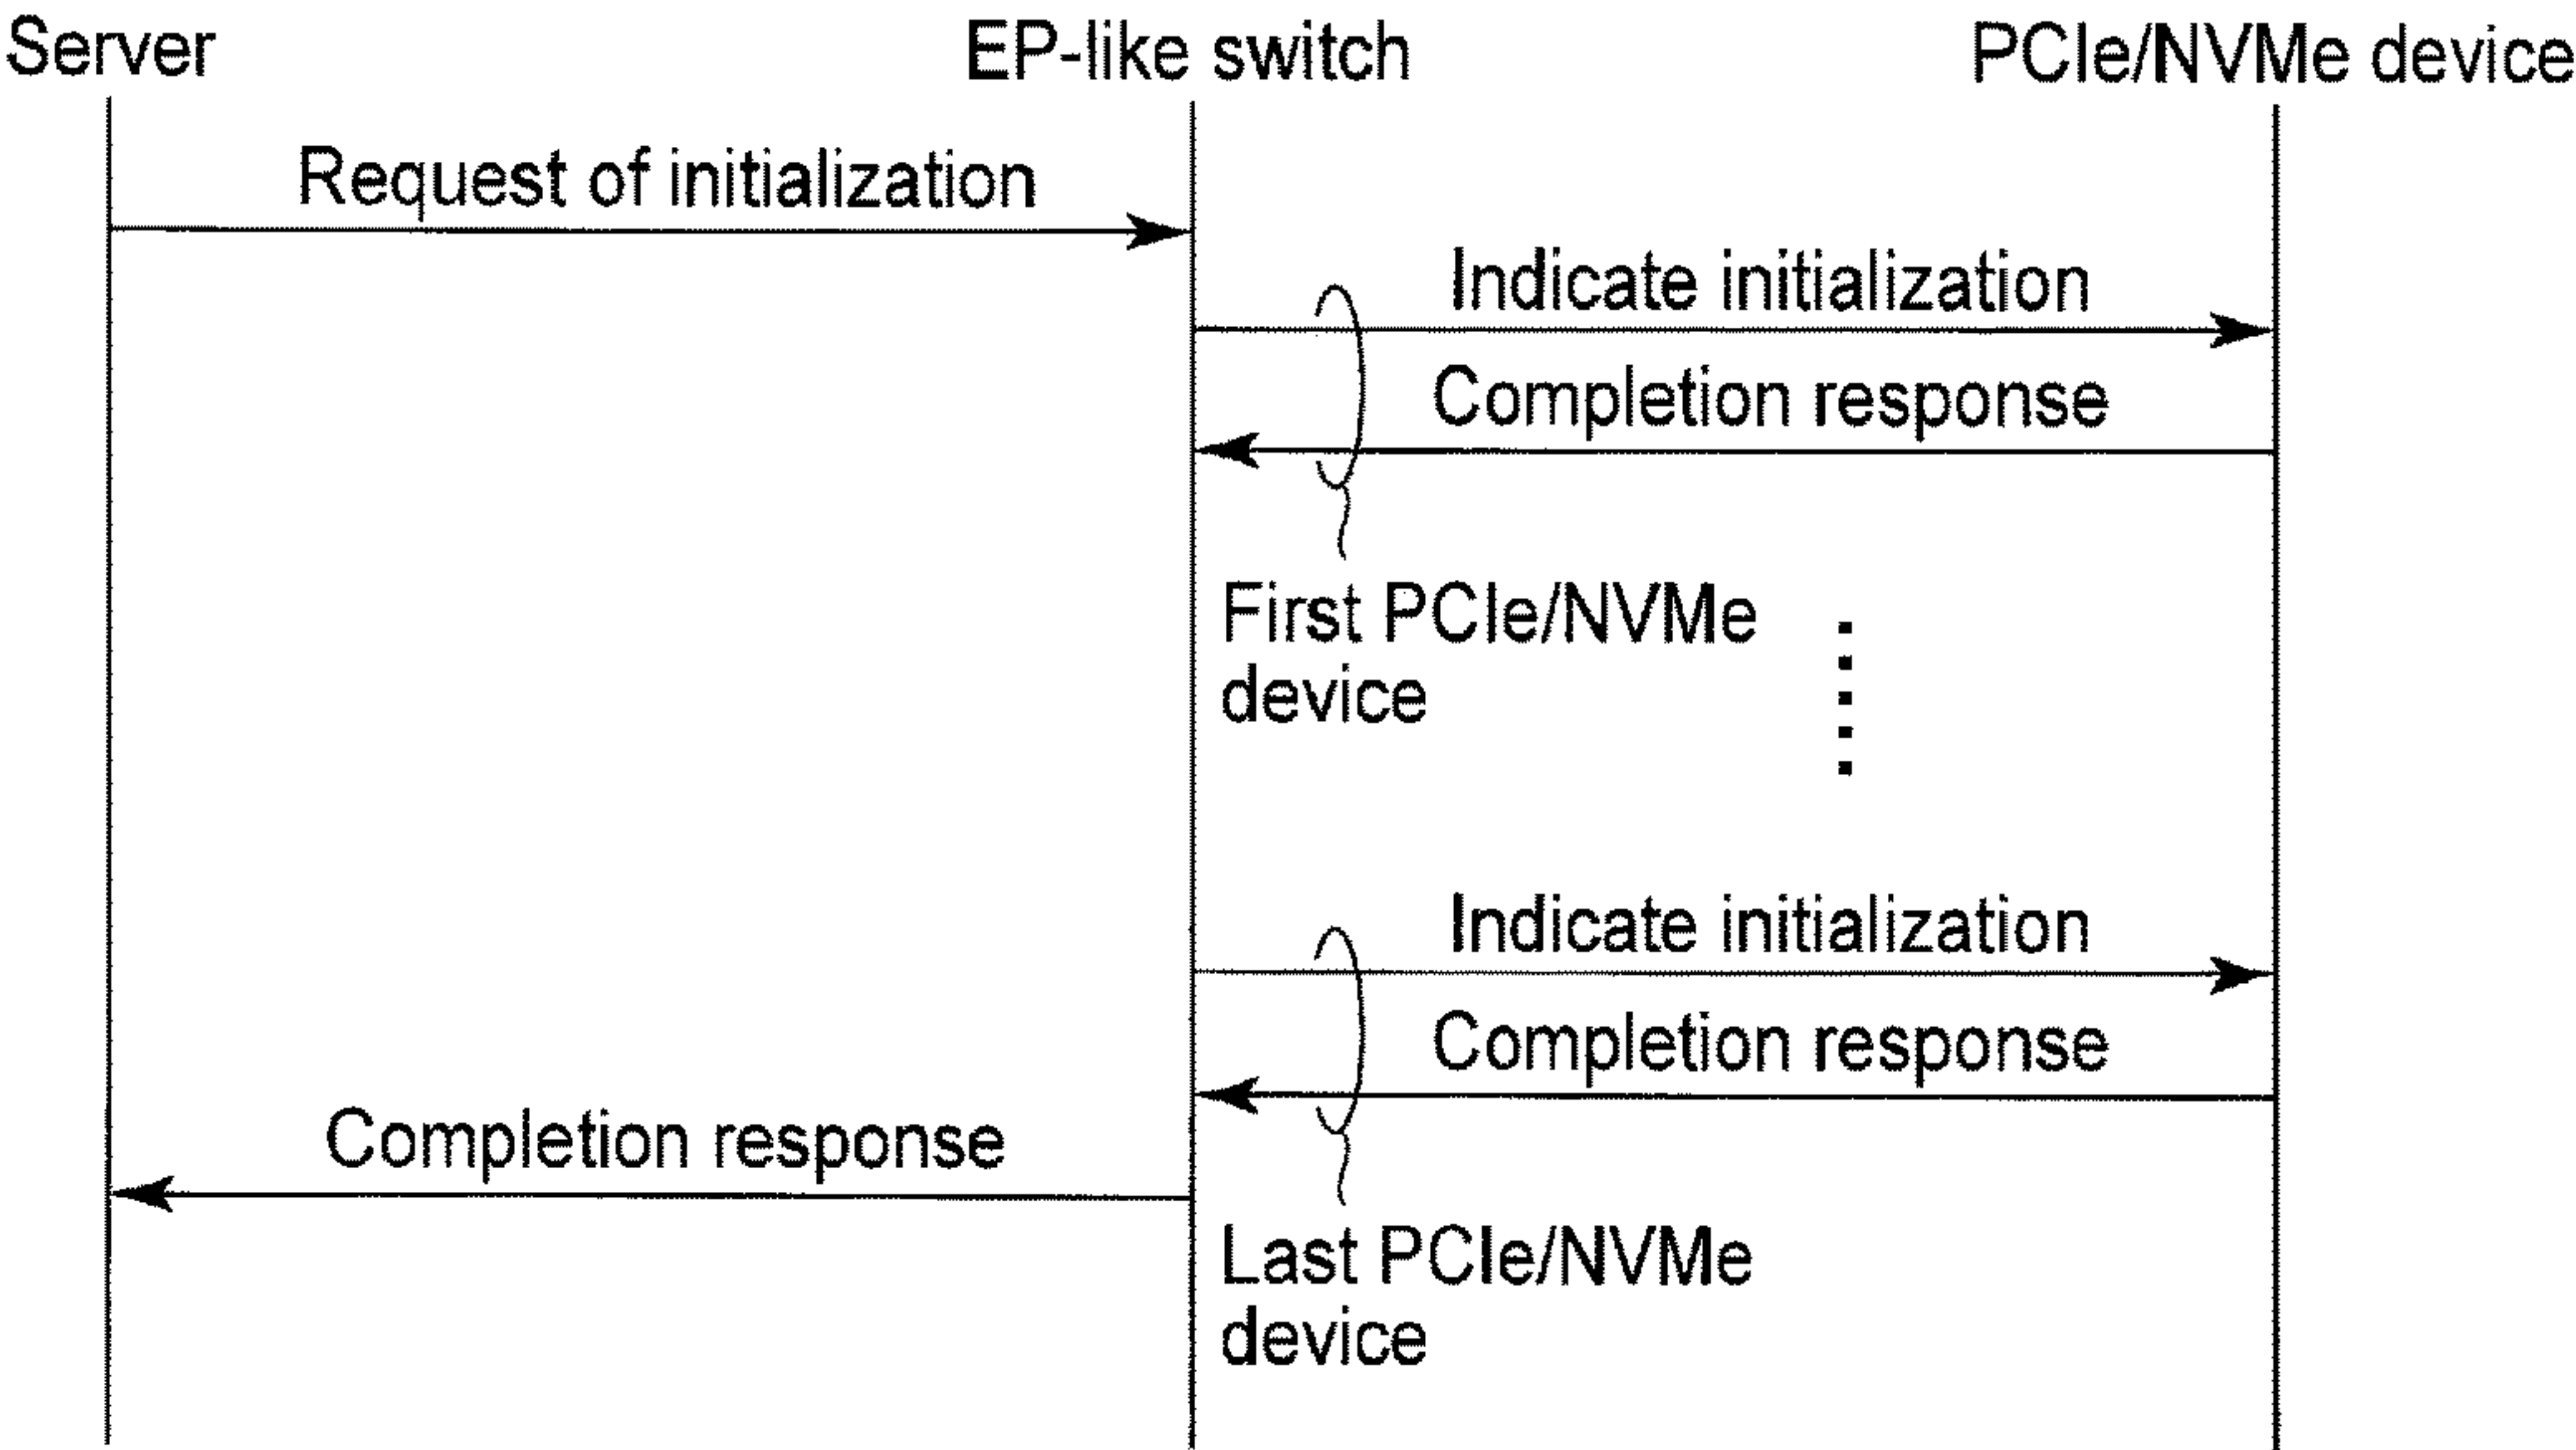 Server
EP-like switch
PCIe/NVMe device
Request of initialization
Indicate initialization
Completion response
First PCIe/NVMe
device
Indicate initialization
Completion response
Completion response
Last PCIe/NVMe
device